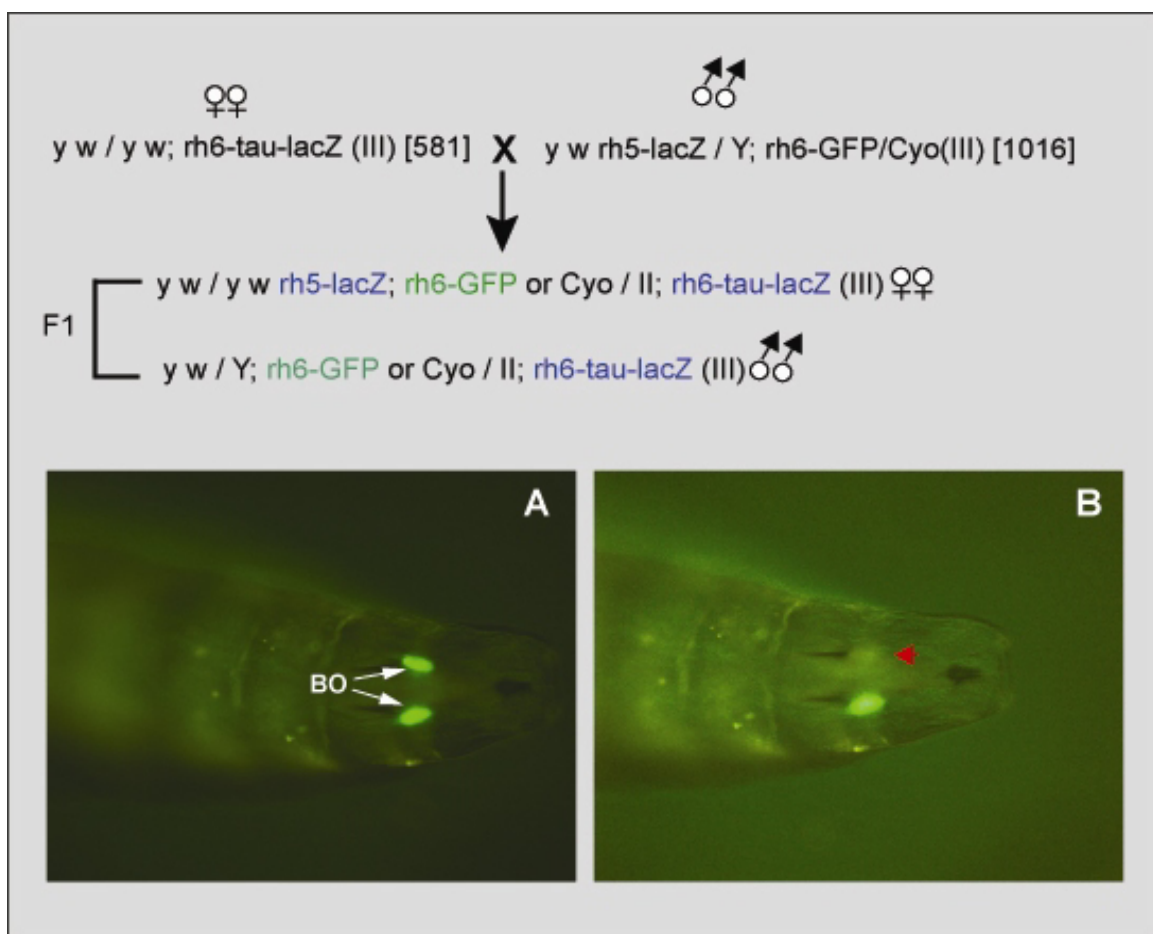 ♀♀ ♂♂
y w / y w; rh6-tau-lacZ (III) [581] X y w rh5-lacZ / Y; rh6-GFP/Cyo(III) [1016]
y w / y w rh5-lacZ; rh6-GFP or Cyo / II; rh6-tau-lacZ (III) ♀♀
F1
y w / Y; rh6-GFP or Cyo / II; rh6-tau-lacZ (III) ♂♂
A B
BO